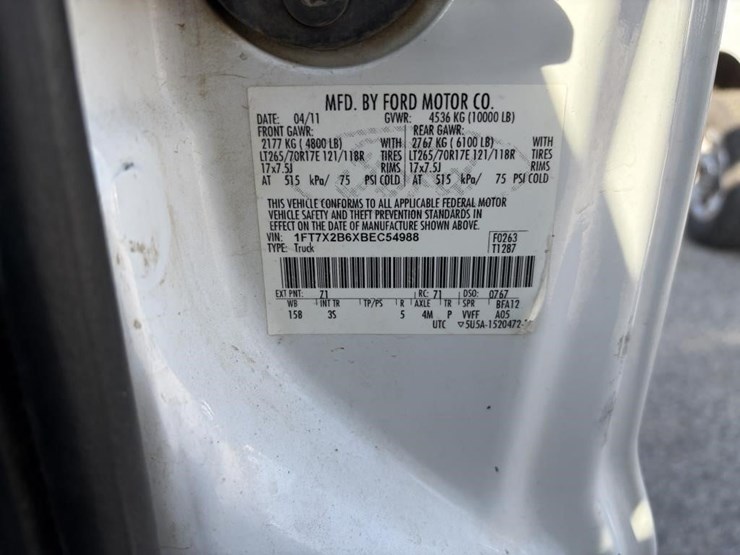 MFD. BY FORD MOTOR CO.
DATE: 04/11 GVWR: 4536 KG (10000 LB)
FRONT GAWR: REAR GAWR:
2177 KG ( 4800 LB) WITH 2767 KG ( 6100 LB) WITH
LT265/70R17E 121/118R TIRES LT265/70R17E 121/118R TIRES
17x7.5J RIMS 17x7.5J RIMS
AT 515 kPa/ 75 PSI COLD AT 515 kPa/ 75 PSI COLD
THIS VEHICLE CONFORMS TO ALL APPLICABLE FEDERAL MOTOR
VEHICLE SAFETY AND THEFT PREVENTION STANDARDS IN
EFFECT ON THE DATE OF MANUFACTURE SHOWN ABOVE.
VIN: 1FT7X2B6XBEC54988 F0263
TYPE: Truck T1287
EXT PNT: Z1 RC: 71 DSO: 0767
WB INT TR TP/PS R AXLE TR SPR BFA12
158 3S 5 4M P VVFF A05
UTC ▽5U5A-1520472-